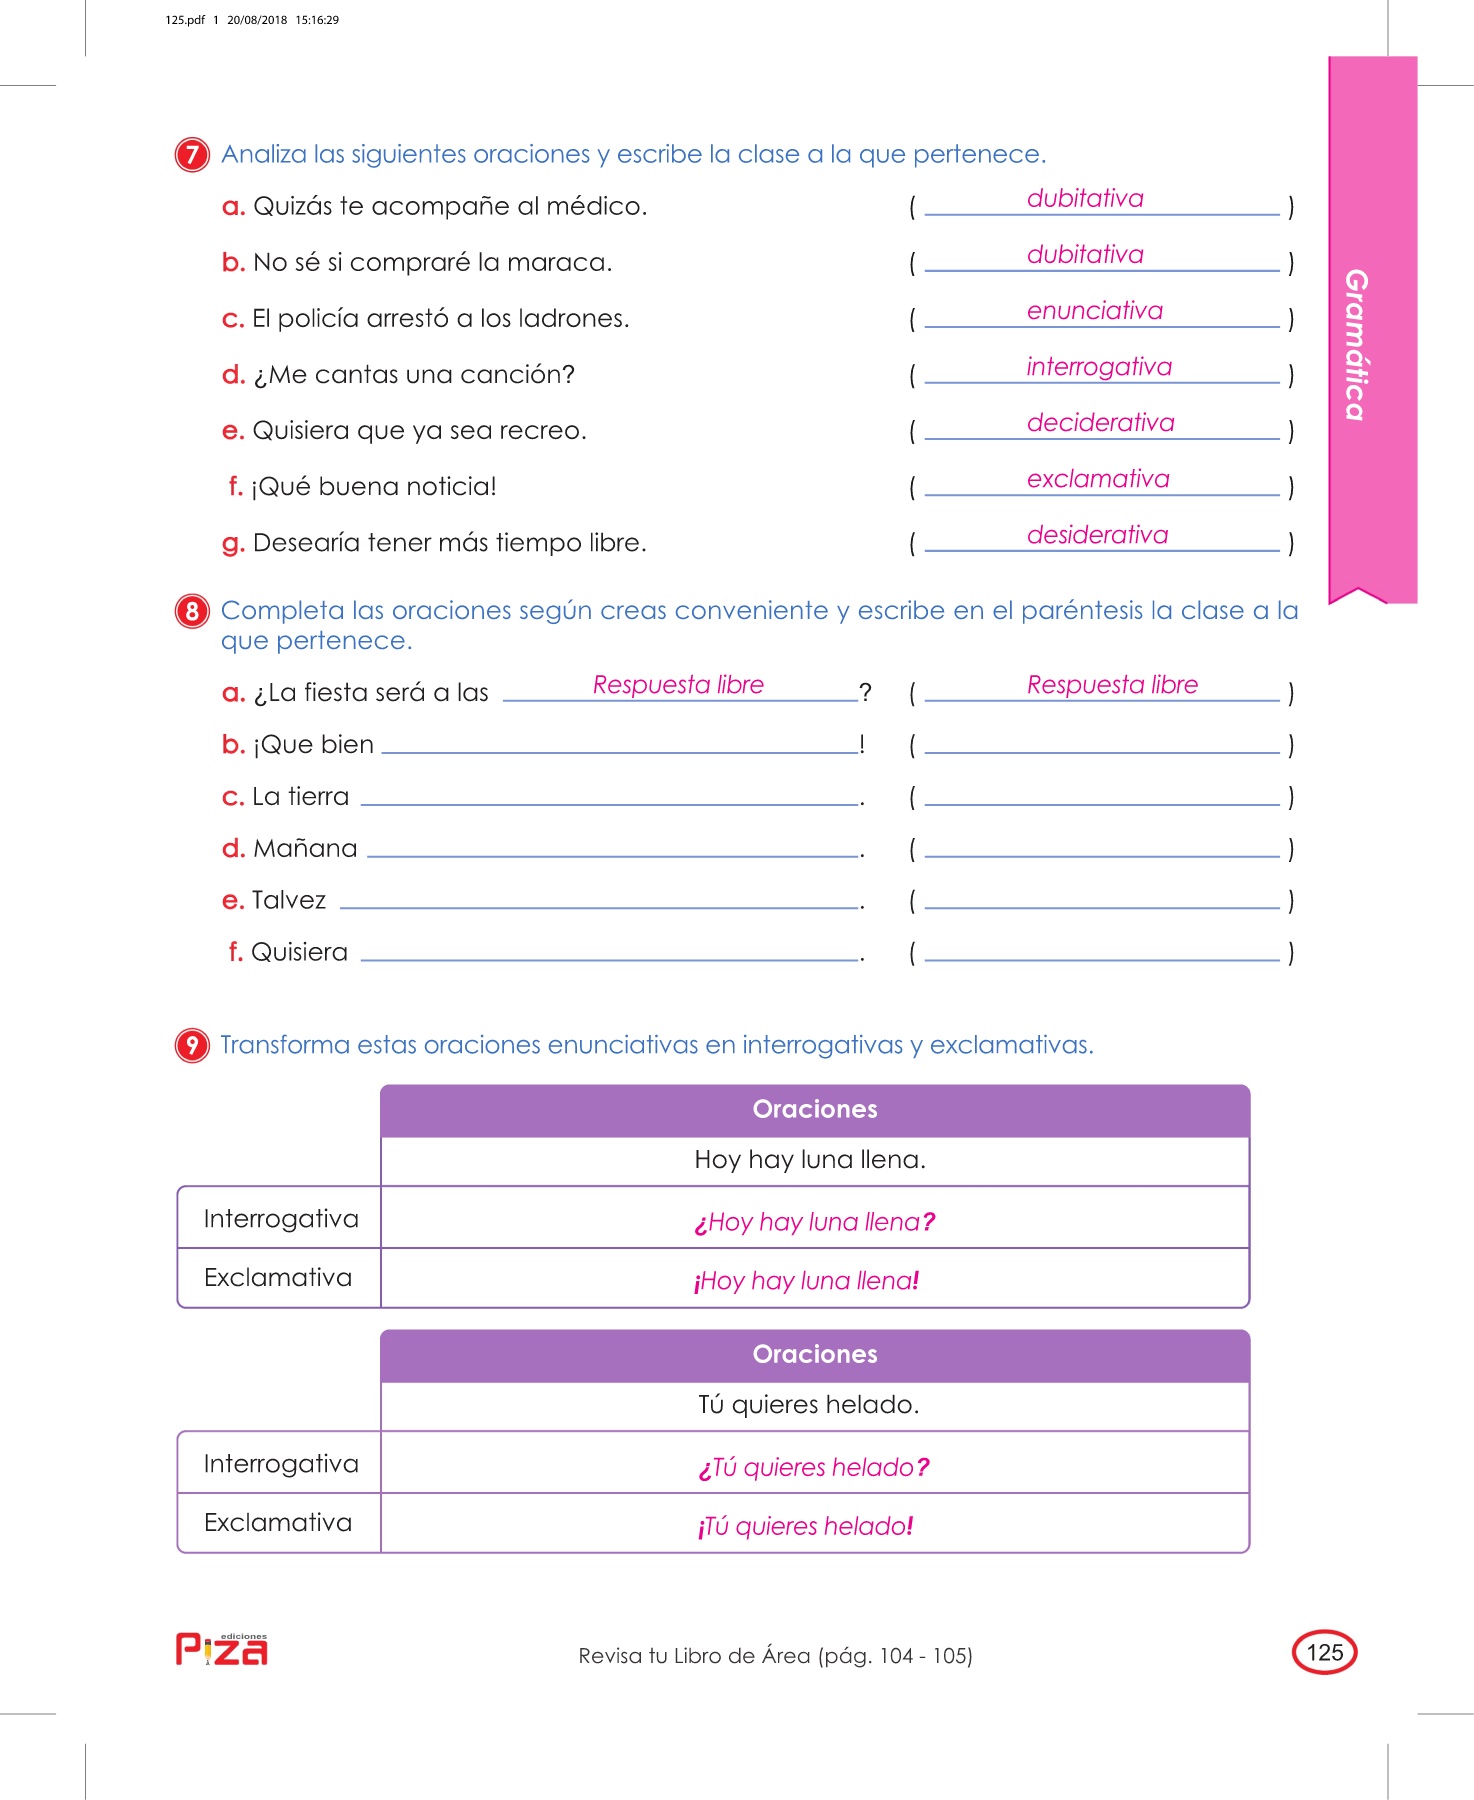 125.pdf 1 20/08/2018 15:16:29
7 Analiza las siguientes oraciones y escribe la clase a la que pertenece.
a. Quizás te acompañe al médico. ( dubitativa )
b. No sé si compraré la maraca. ( dubitativa )
c. El policía arrestó a los ladrones. ( enunciativa )
d. ¿Me cantas una canción? ( interrogativa )
e. Quisiera que ya sea recreo. ( deciderativa )
f. ¡Qué buena noticia! ( exclamativa )
g. Desearía tener más tiempo libre. ( desiderativa )
Gramática
8 Completa las oraciones según creas conveniente y escribe en el paréntesis la clase a la
que pertenece.
a. ¿La fiesta será a las Respuesta libre ? ( Respuesta libre )
b. ¡Que bien ! ( )
c. La tierra . ( )
d. Mañana . ( )
e. Talvez . ( )
f. Quisiera . ( )
9 Transforma estas oraciones enunciativas en interrogativas y exclamativas.
Oraciones
Hoy hay luna llena.
Interrogativa ¿Hoy hay luna llena?
Exclamativa ¡Hoy hay luna llena!
Oraciones
Tú quieres helado.
Interrogativa ¿Tú quieres helado?
Exclamativa ¡Tú quieres helado!
ediciones
Piza
Revisa tu Libro de Área (pág. 104 - 105)
125